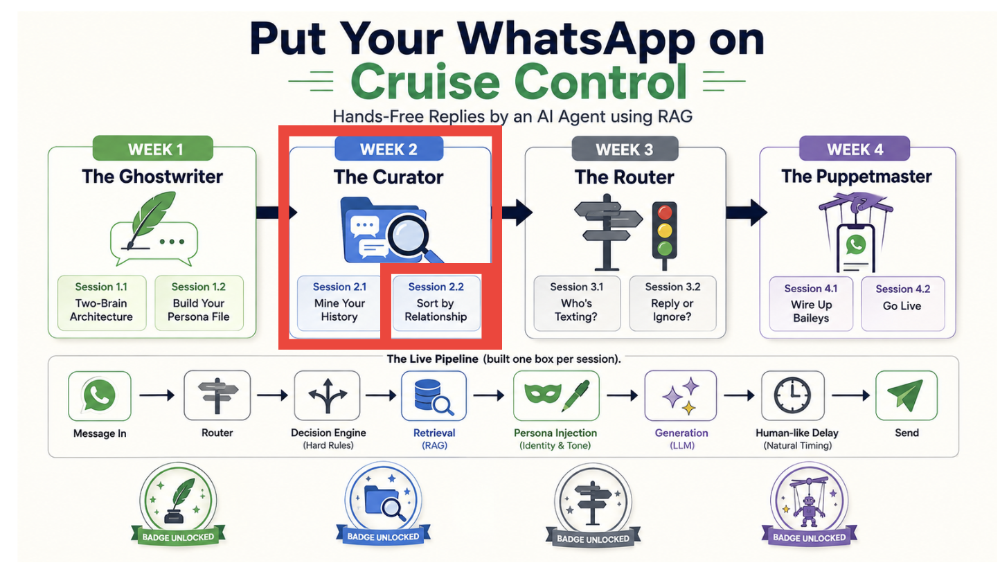 Put Your WhatsApp on
Cruise Control
Hands-Free Replies by an AI Agent using RAG
WEEK 1
The Ghostwriter
Session 1.1
Two-Brain
Architecture
Session 1.2
Build Your
Persona File
WEEK 2
The Curator
Session 2.1
Mine Your
History
Session 2.2
Sort by
Relationship
WEEK 3
The Router
Session 3.1
Who's
Texting?
Session 3.2
Reply or
Ignore?
WEEK 4
The Puppetmaster
Session 4.1
Wire Up
Baileys
Session 4.2
Go Live
The Live Pipeline (built one box per session).
Message In
Router
Decision Engine
(Hard Rules)
Retrieval
(RAG)
Persona Injection
(Identity & Tone)
Generation
(LLM)
Human-like Delay
(Natural Timing)
Send
BADGE UNLOCKED
BADGE UNLOCKED
BADGE UNLOCKED
BADGE UNLOCKED